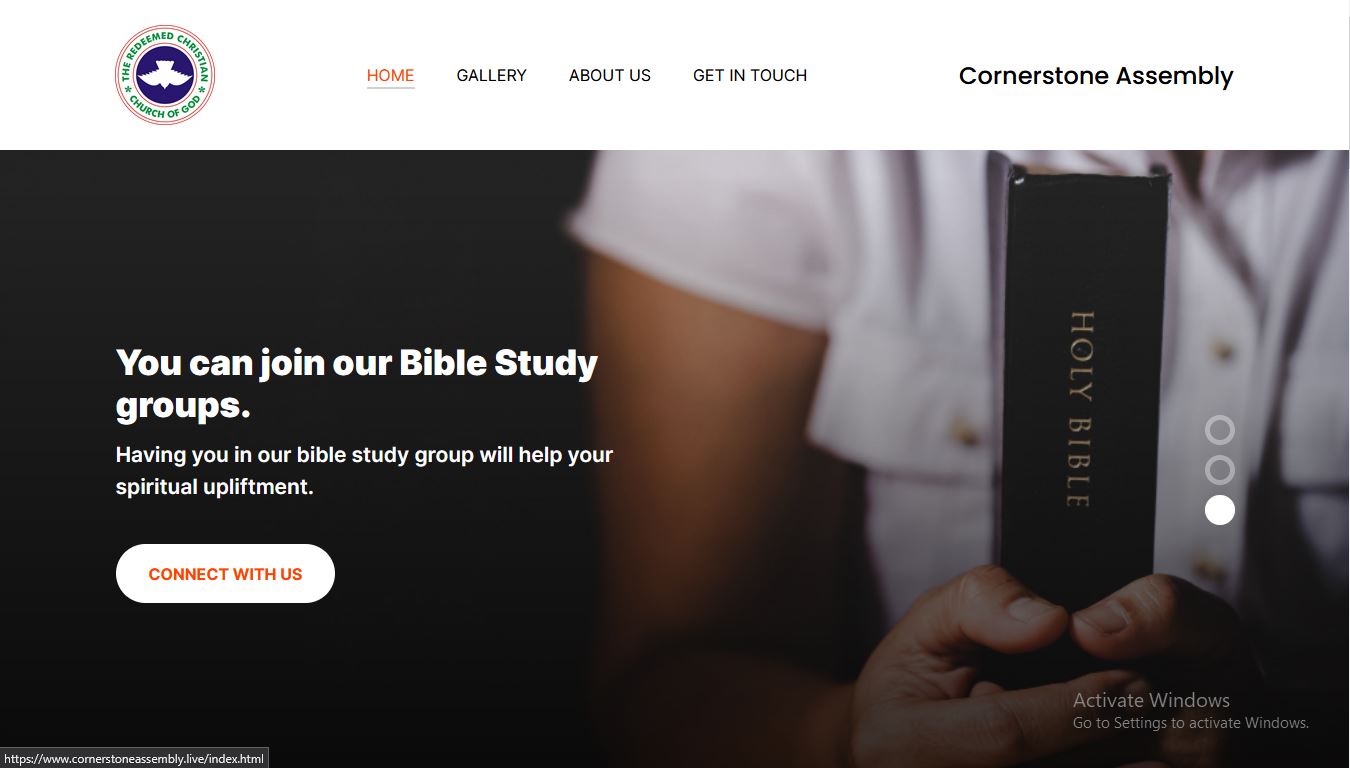 THE REDEEMED CHRISTIAN
CHURCH OF GOD
HOME
GALLERY
ABOUT US
GET IN TOUCH
Cornerstone Assembly
You can join our Bible Study
groups.
Having you in our bible study group will help your
spiritual upliftment.
CONNECT WITH US
HOLY BIBLE
Activate Windows
Go to Settings to activate Windows.
https://www.cornerstoneassembly.live/index.html